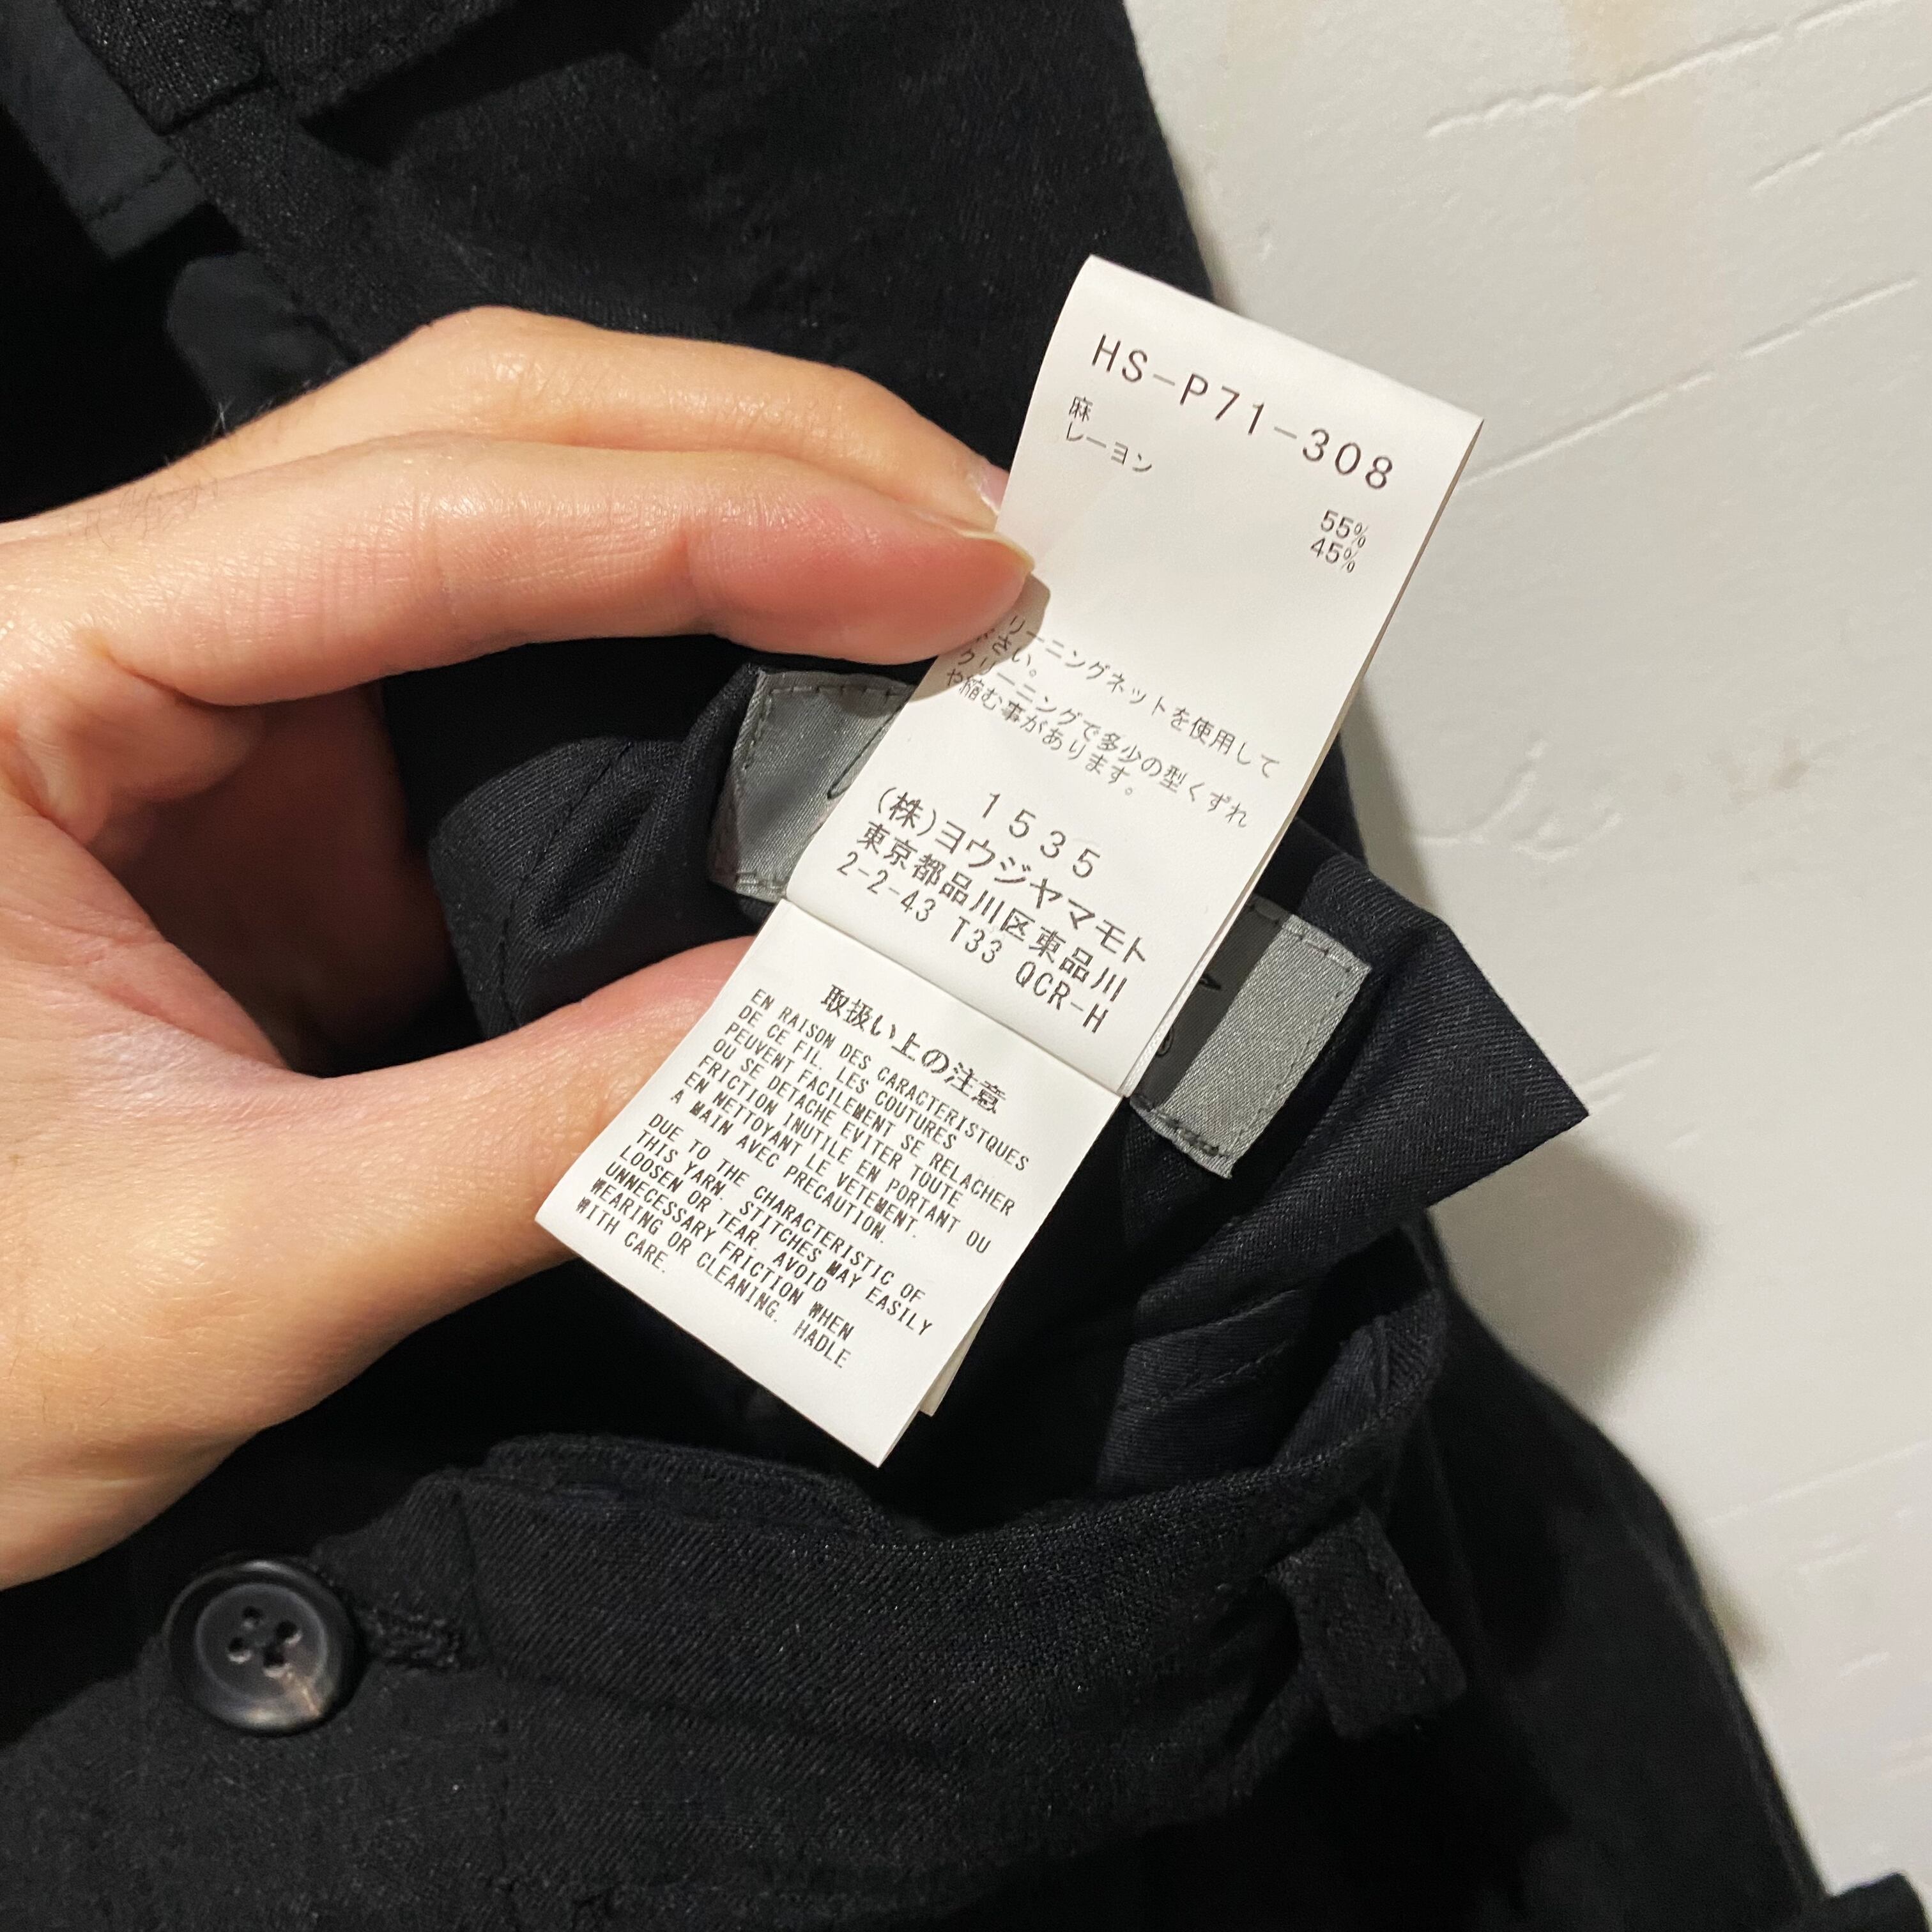 HS-P71-308
麻 55%
レーヨン 45%
リーニングネットを使用して
さい。
クリーニングで多少の型くずれ
や縮む事があります。
1535
(株)ヨウジヤマモト
東京都品川区東品川
2-2-43 T33 QCR-H
取扱い上の注意
EN RAISON DES CARACTERISTQUES
DE CE FIL. LES COUTURES
PEUVENT FACILEMENT SE RELACHER
OU SE DETACHE EVITER TOUTE
FRICTION INUTILE EN PORTANT OU
EN NETTOYANT LE VETEMENT.
A MAIN AVEC PRECAUTION.
DUE TO THE CHARACTERISTIC OF
THIS YARN. STITCHES MAY EASILY
LOOSEN OR TEAR. AVOID
UNNECESSARY FRICTION WHEN
WEARING OR CLEANING. HADLE
WITH CARE.